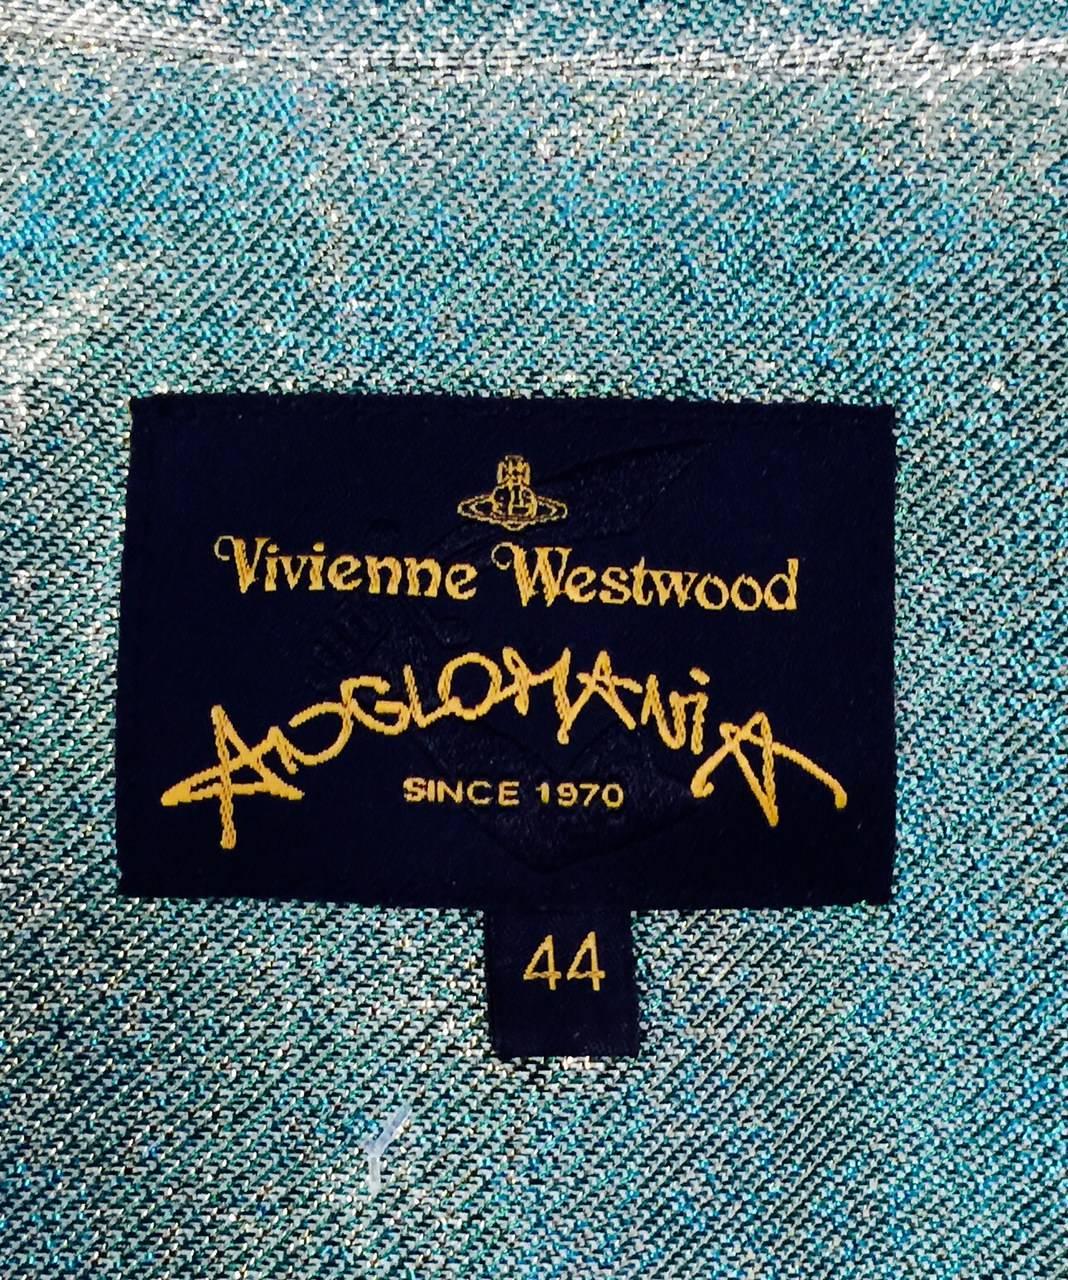 Vivienne Westwood
ANGLOMANiA
SINCE 1970
44